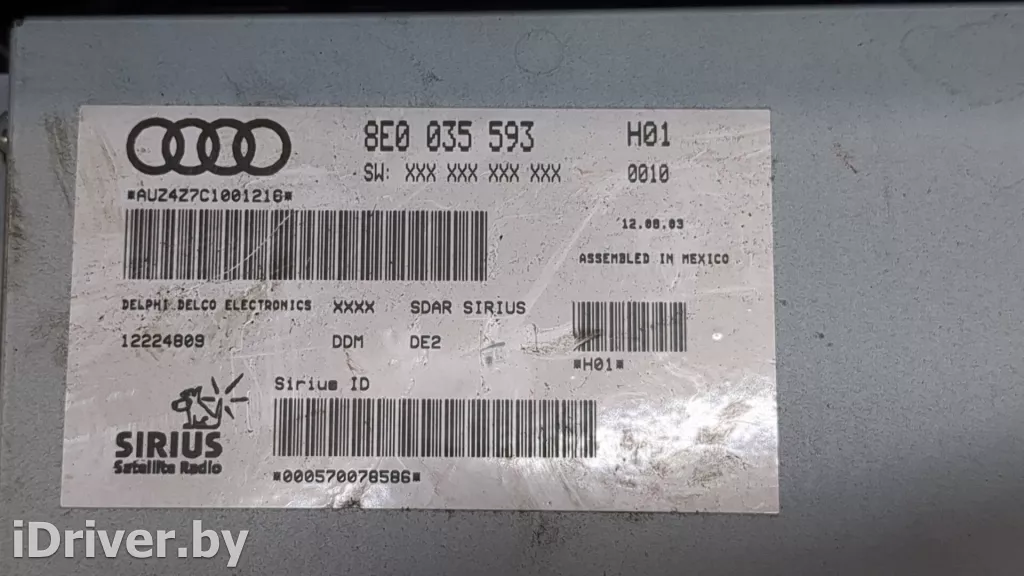 8E0 035 593 H01
SW: XXX XXX XXX XXX 0010
*AUZ4Z7C1001216*
12.08.03
ASSEMBLED IN MEXICO
DELPHI DELCO ELECTRONICS XXXX SDAR SIRIUS
12224809 DDM DE2
*H01*
Sirius ID
SIRIUS
Satellite Radio
*000570078586*
iDriver.by